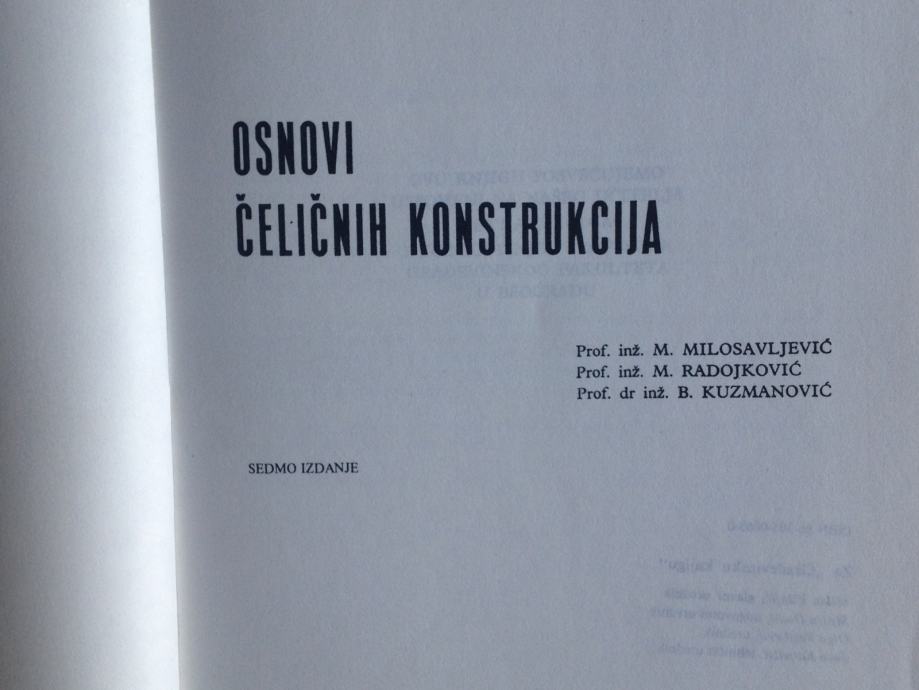 OSNOVI
ČELIČNIH KONSTRUKCIJA
Prof. inž. M. MILOSAVLJEVIĆ
Prof. inž. M. RADOJKOVIĆ
Prof. dr inž. B. KUZMANOVIĆ
SEDMO IZDANJE